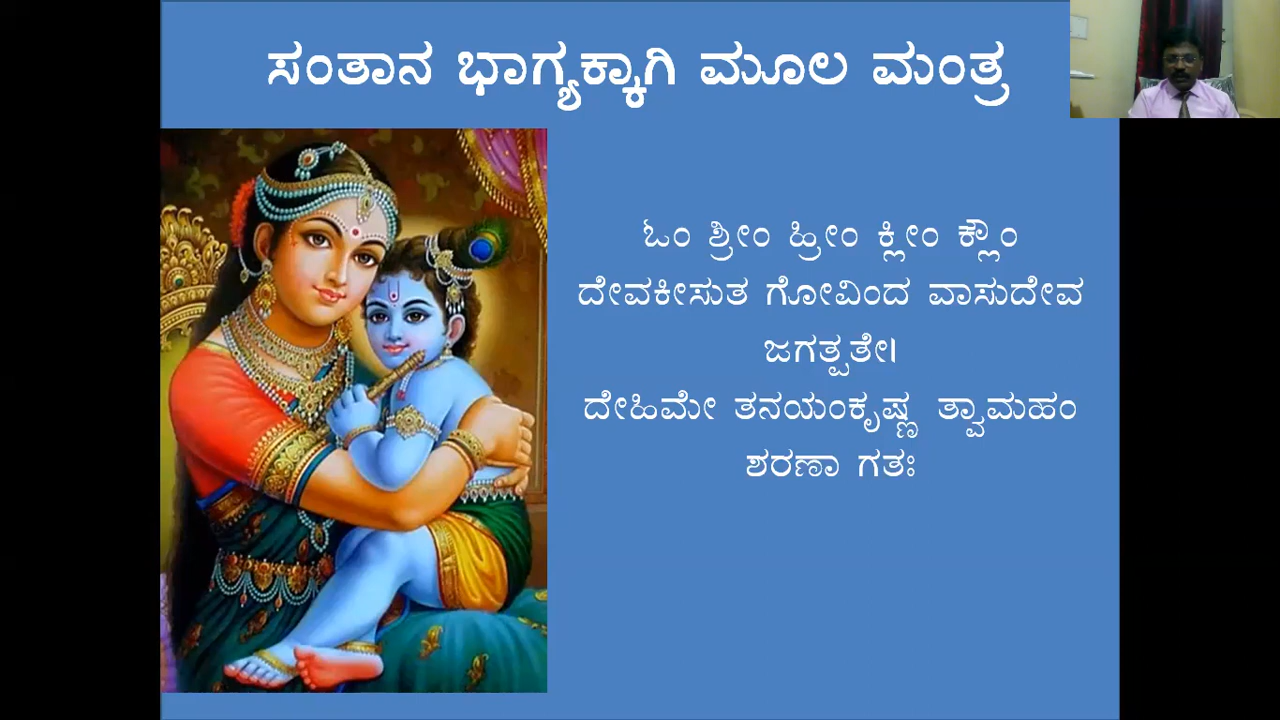 ಸಂತಾನ ಭಾಗ್ಯಕ್ಕಾಗಿ ಮೂಲ ಮಂತ್ರ
ಓಂ ಶ್ರೀಂ ಹ್ರೀಂ ಕ್ಲೀಂ ಕ್ಲೌಂ
ದೇವಕೀಸುತ ಗೋವಿಂದ ವಾಸುದೇವ
ಜಗತ್ಪತೇ।
ದೇಹಿಮೇ ತನಯಂಕೃಷ್ಣ ತ್ವಾಮಹಂ
ಶರಣಾ ಗತಃ